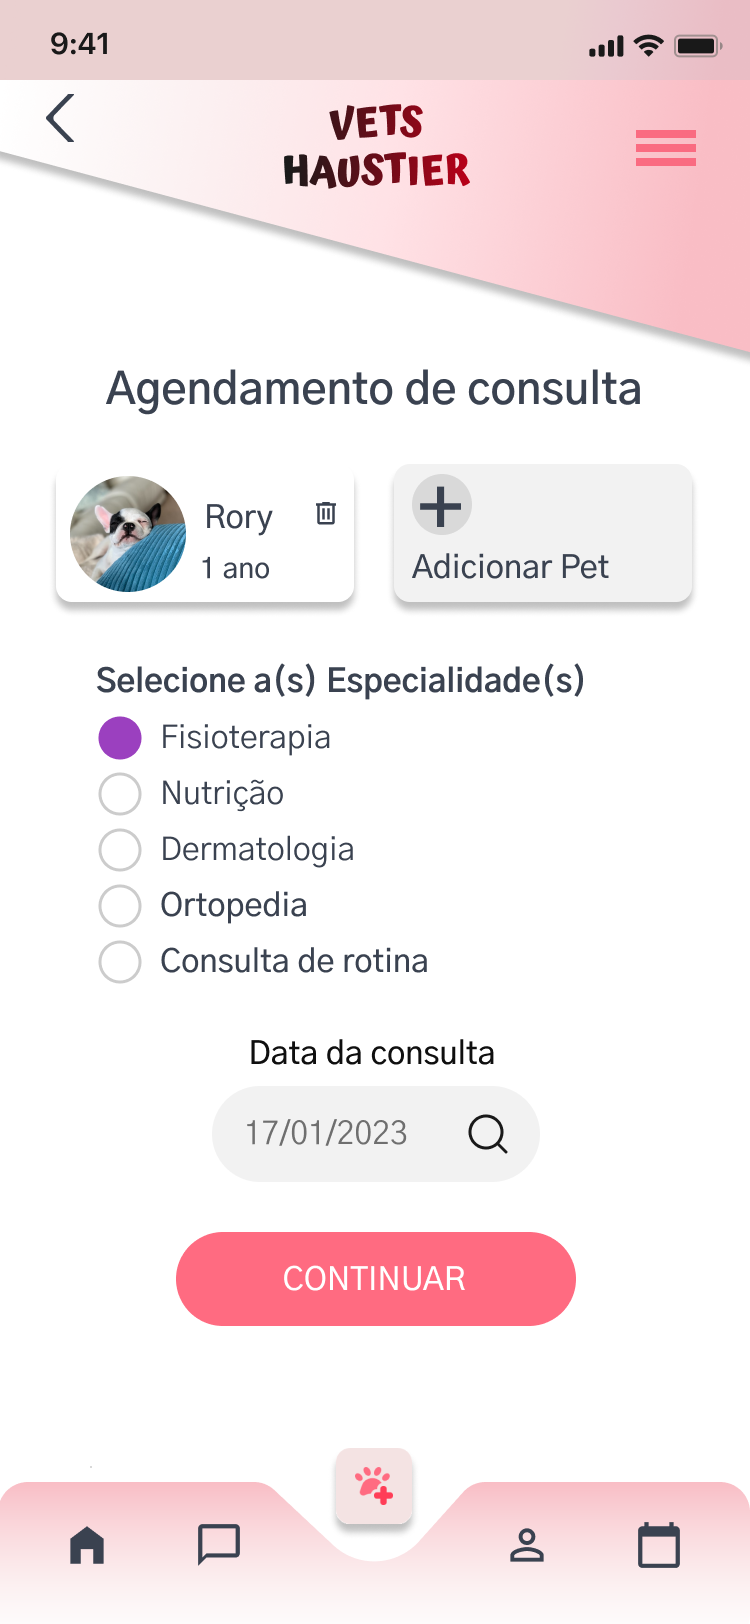 9:41
VETS
HAUSTIER
Agendamento de consulta
Rory
1 ano
Adicionar Pet
Selecione a(s) Especialidade(s)
Fisioterapia
Nutrição
Dermatologia
Ortopedia
Consulta de rotina
Data da consulta
17/01/2023
CONTINUAR